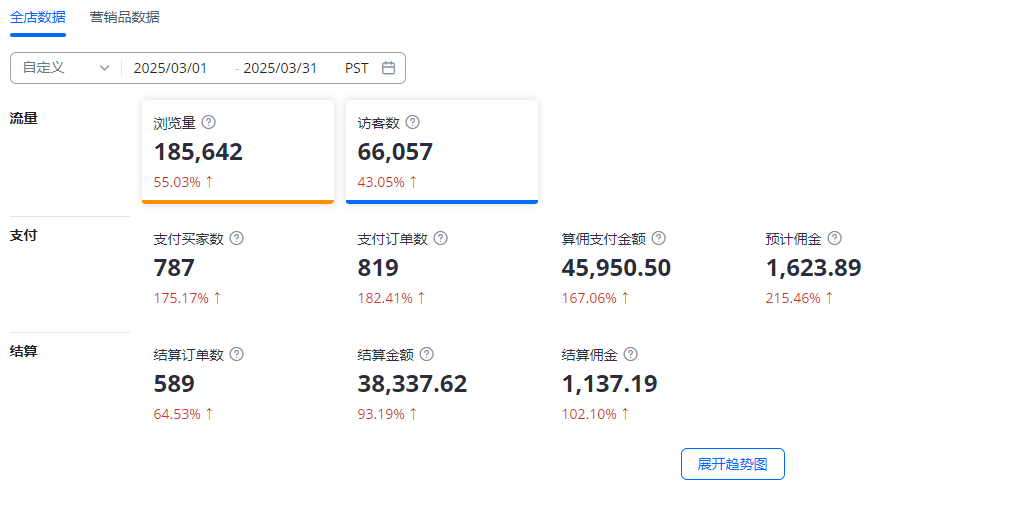 全店数据 营销品数据
自定义 2025/03/01 - 2025/03/31 PST
流量
浏览量 访客数
185,642 66,057
55.03% ↑ 43.05% ↑
支付
支付买家数 支付订单数 算佣支付金额 预计佣金
787 819 45,950.50 1,623.89
175.17% ↑ 182.41% ↑ 167.06% ↑ 215.46% ↑
结算
结算订单数 结算金额 结算佣金
589 38,337.62 1,137.19
64.53% ↑ 93.19% ↑ 102.10% ↑
展开趋势图